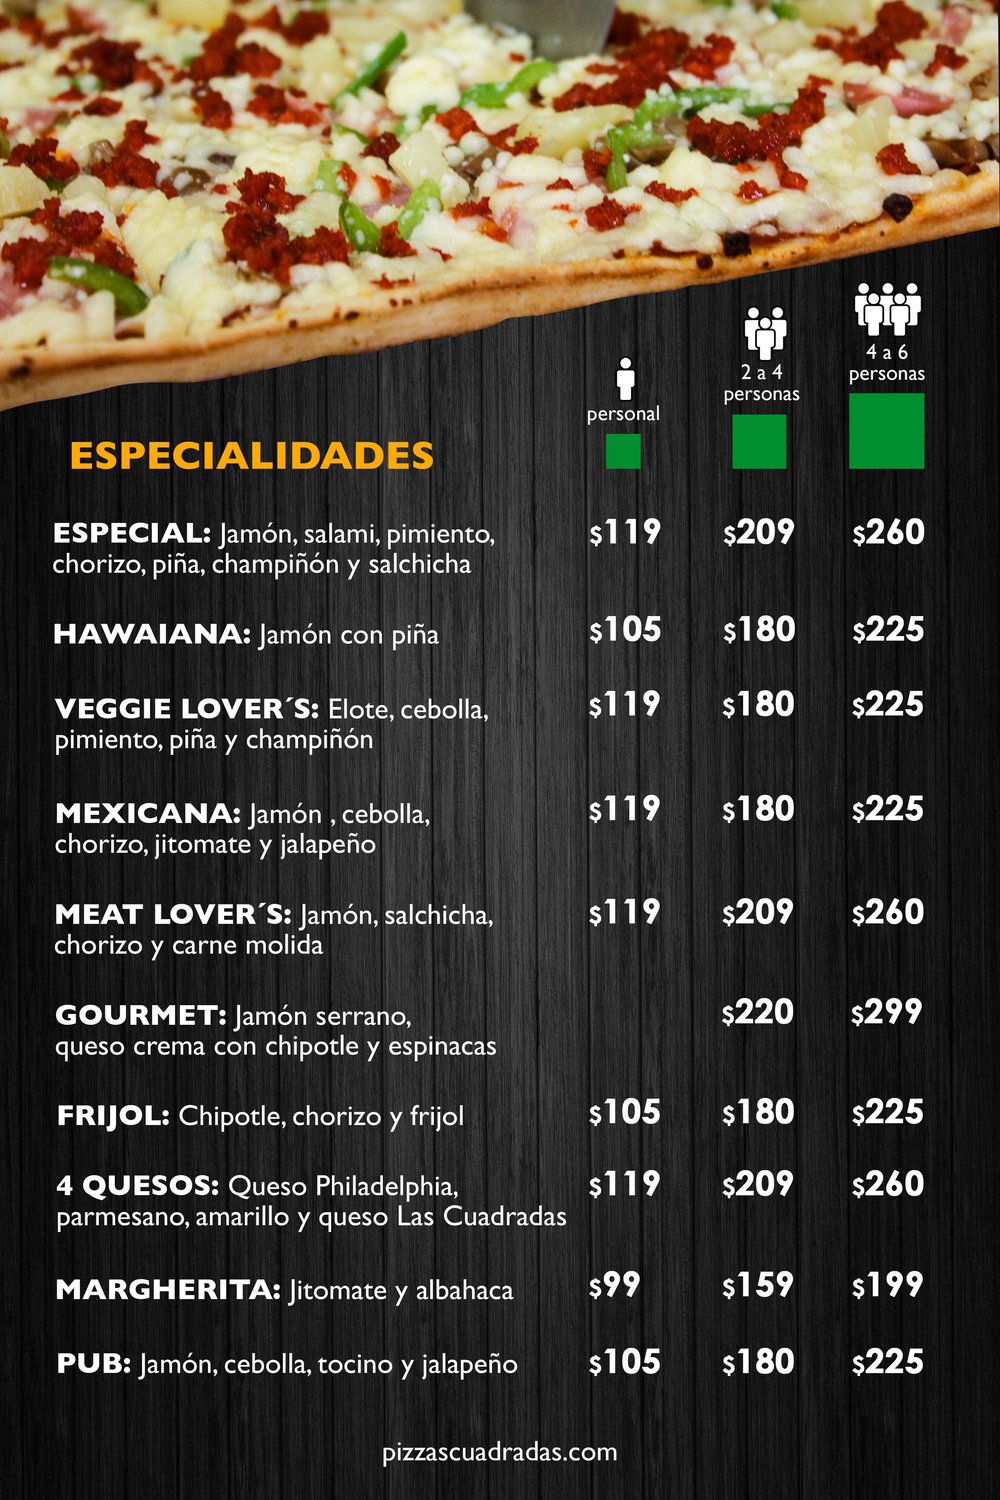 4 a 6
personas
2 a 4
personas
personal
ESPECIALIDADES
ESPECIAL: Jamón, salami, pimiento, $119 $209 $260
chorizo, piña, champiñón y salchicha
HAWAIANA: Jamón con piña $105 $180 $225
VEGGIE LOVER´S: Elote, cebolla, $119 $180 $225
pimiento, piña y champiñón
MEXICANA: Jamón , cebolla, $119 $180 $225
chorizo, jitomate y jalapeño
MEAT LOVER´S: Jamón, salchicha, $119 $209 $260
chorizo y carne molida
GOURMET: Jamón serrano, $220 $299
queso crema con chipotle y espinacas
FRIJOL: Chipotle, chorizo y frijol $105 $180 $225
4 QUESOS: Queso Philadelphia, $119 $209 $260
parmesano, amarillo y queso Las Cuadradas
MARGHERITA: Jitomate y albahaca $99 $159 $199
PUB: Jamón, cebolla, tocino y jalapeño $105 $180 $225
pizzascuadradas.com